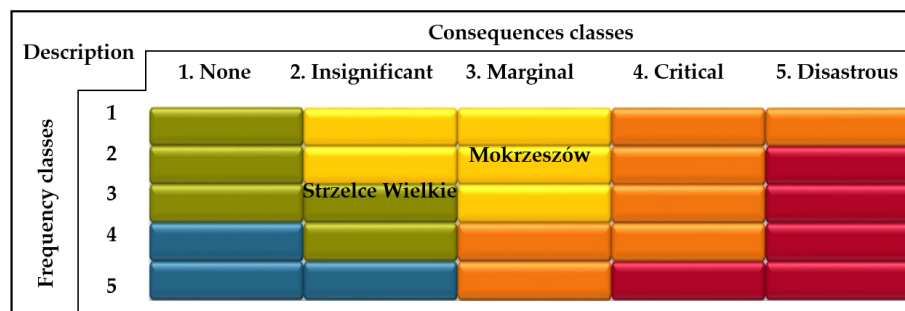 Consequences classes
Description
1. None 2. Insignificant 3. Marginal 4. Critical 5. Disastrous
Frequency classes
1
2
Mokrzeszów
3
Strzelce Wielkie
4
5